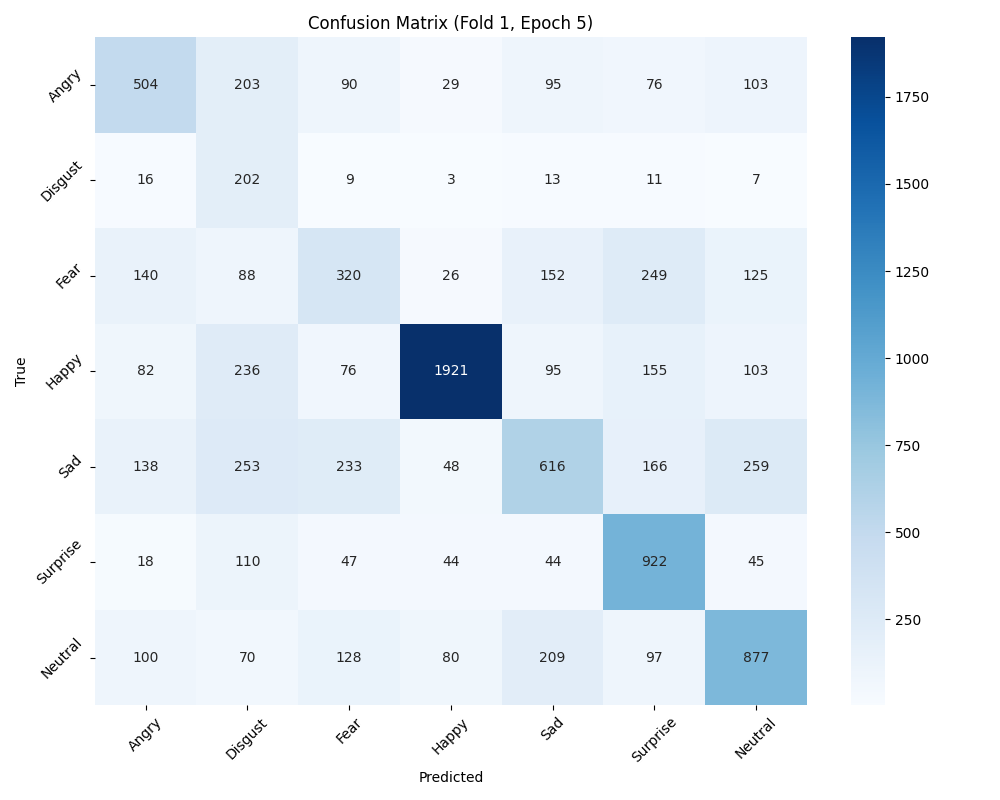 Confusion Matrix (Fold 1, Epoch 5)
True
Angry 504 203 90 29 95 76 103
Disgust 16 202 9 3 13 11 7
Fear 140 88 320 26 152 249 125
Happy 82 236 76 1921 95 155 103
Sad 138 253 233 48 616 166 259
Surprise 18 110 47 44 44 922 45
Neutral 100 70 128 80 209 97 877
Angry Disgust Fear Happy Sad Surprise Neutral
Predicted
1750
1500
1250
1000
750
500
250